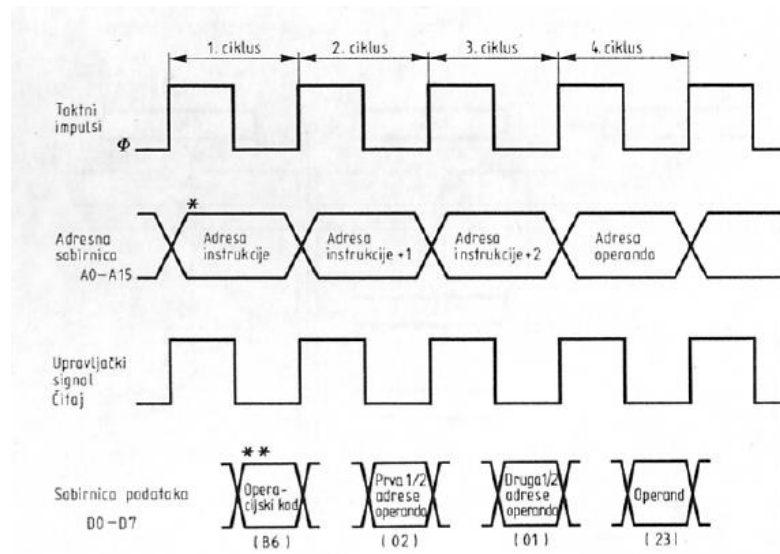 1. ciklus 2. ciklus 3. ciklus 4. ciklus
Taktni
impulsi
Φ
*
Adresna
sabirnica
A0-A15
Adresa
instrukcije
Adresa
instrukcije +1
Adresa
instrukcije+2
Adresa
operanda
Upravljački
signal
Čitaj
**
Sabirnica podataka
D0-D7
Opera-
cijski kod
Prva 1/2
adrese
operanda
Druga 1/2
adrese
operanda
Operand
(B6) (02) (01) (23)